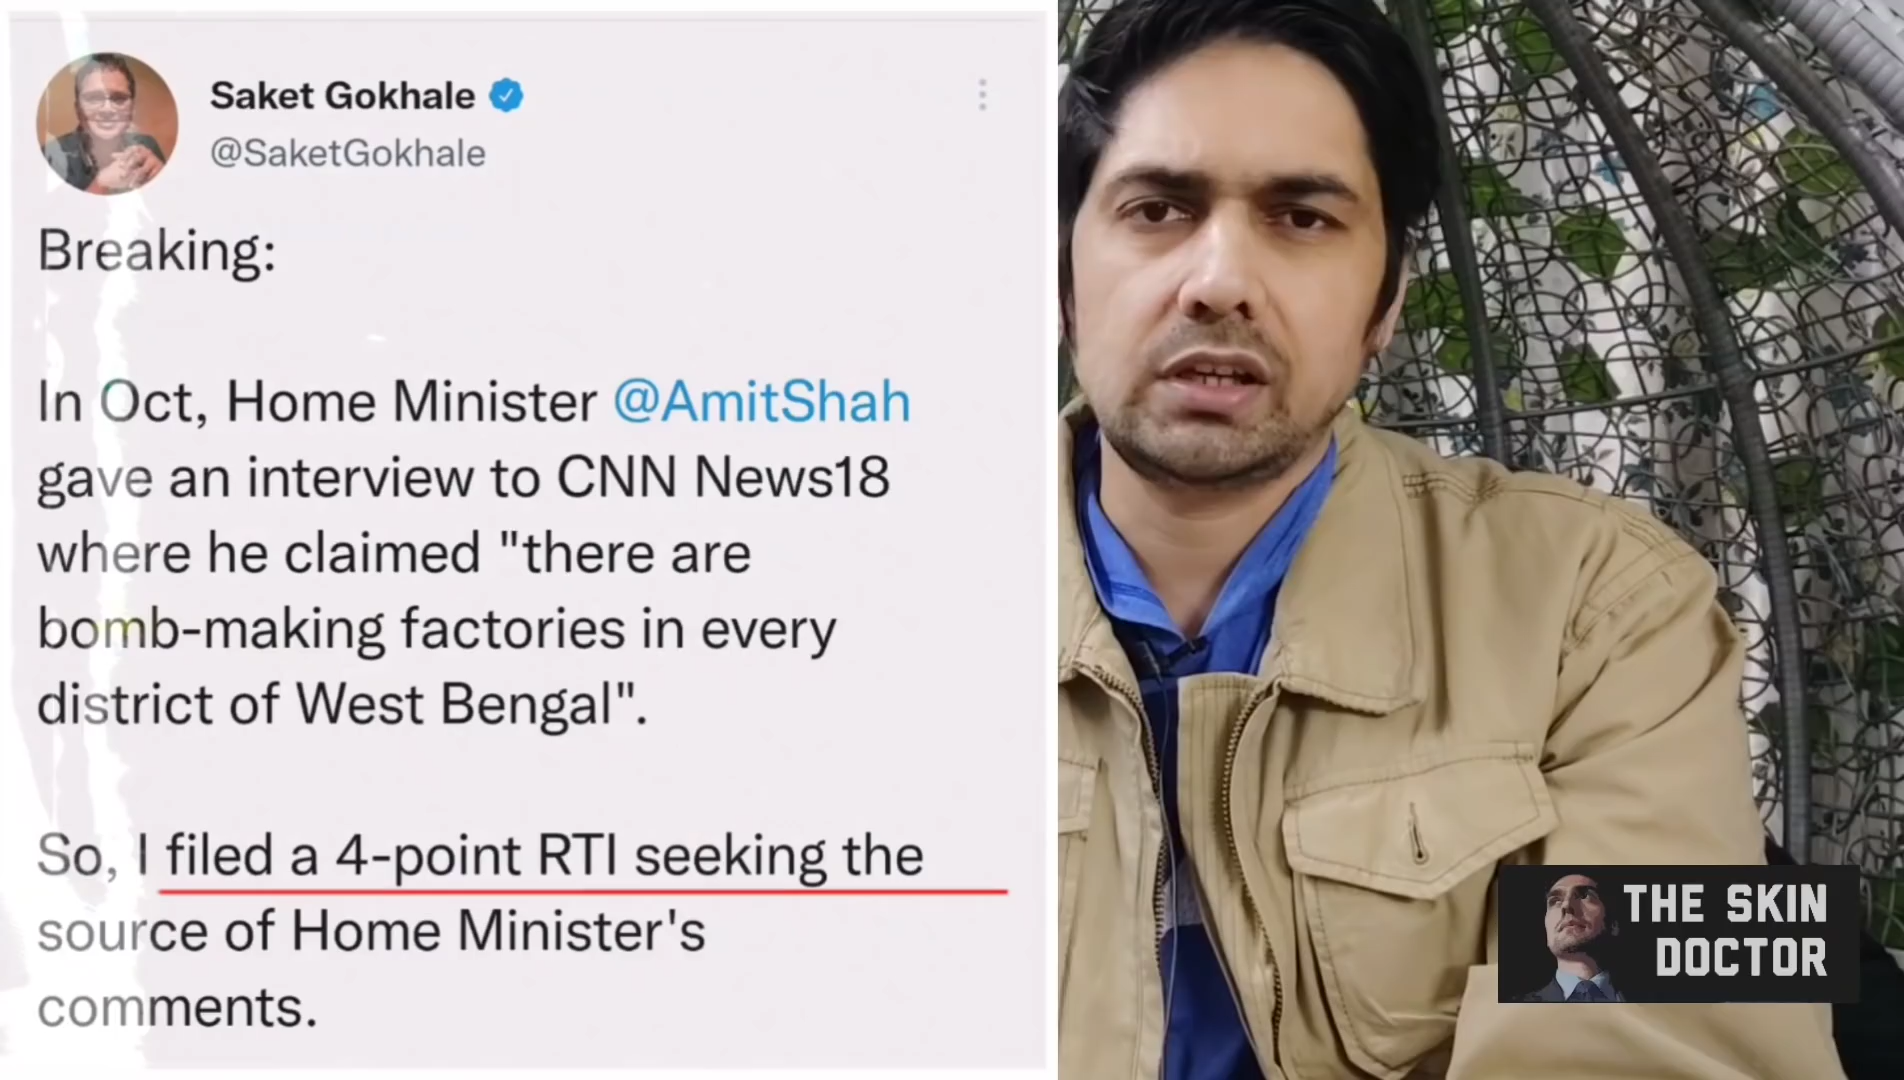 Saket Gokhale
@SaketGokhale
Breaking:
In Oct, Home Minister @AmitShah
gave an interview to CNN News18
where he claimed "there are
bomb-making factories in every
district of West Bengal".
So, I filed a 4-point RTI seeking the
source of Home Minister's
comments.
THE SKIN
DOCTOR